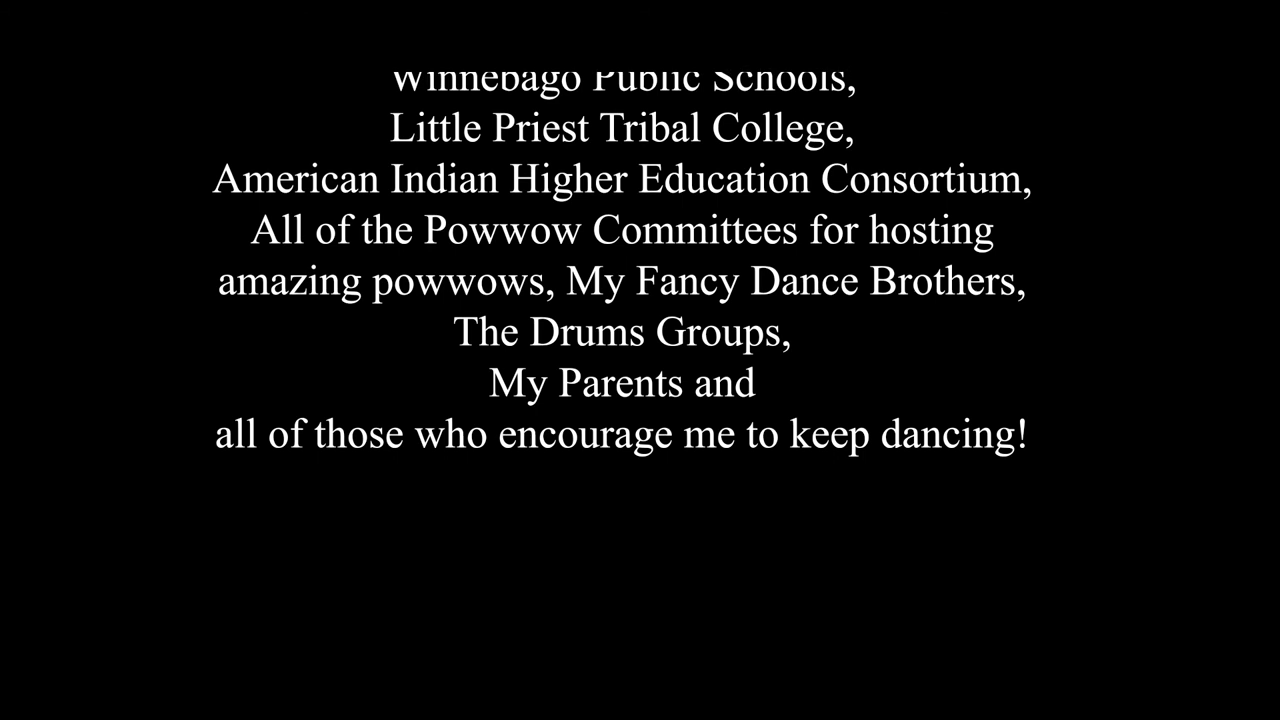 Winnebago Public Schools,
Little Priest Tribal College,
American Indian Higher Education Consortium,
All of the Powwow Committees for hosting
amazing powwows, My Fancy Dance Brothers,
The Drums Groups,
My Parents and
all of those who encourage me to keep dancing!